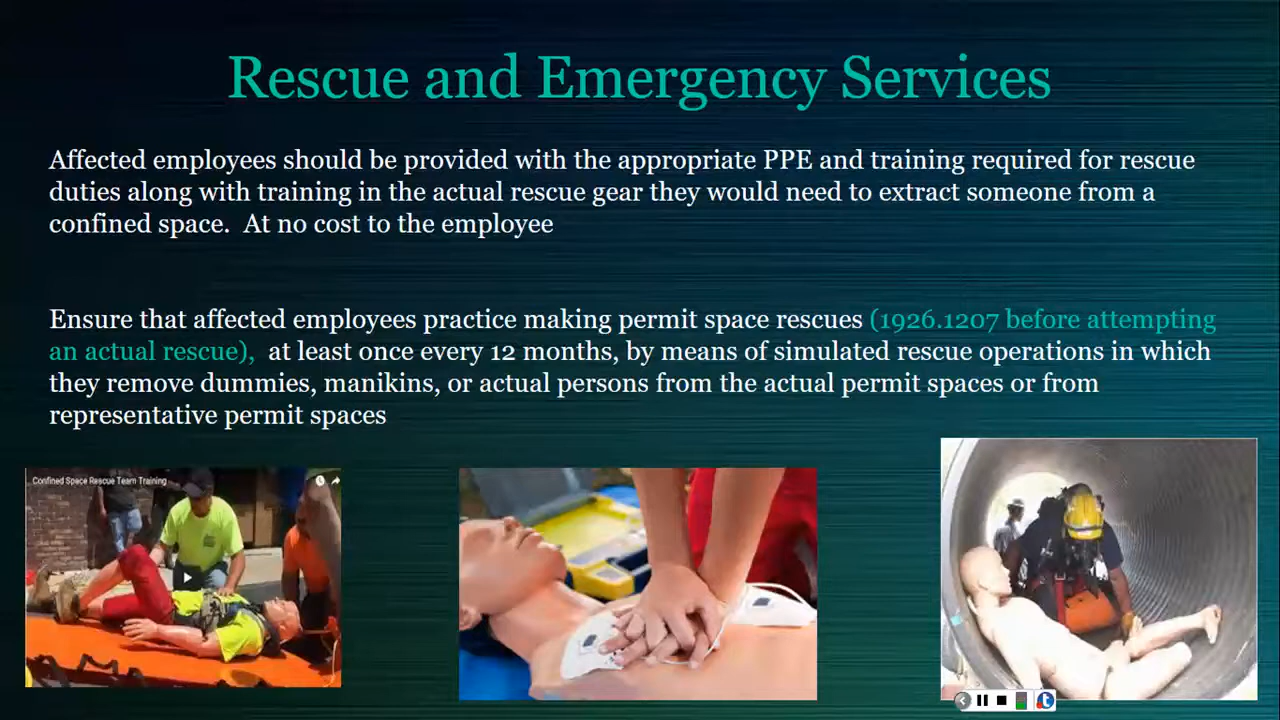 Rescue and Emergency Services
Affected employees should be provided with the appropriate PPE and training required for rescue
duties along with training in the actual rescue gear they would need to extract someone from a
confined space.  At no cost to the employee
Ensure that affected employees practice making permit space rescues (1926.1207 before attempting
an actual rescue),  at least once every 12 months, by means of simulated rescue operations in which
they remove dummies, manikins, or actual persons from the actual permit spaces or from
representative permit spaces
Confined Space Rescue Team Training